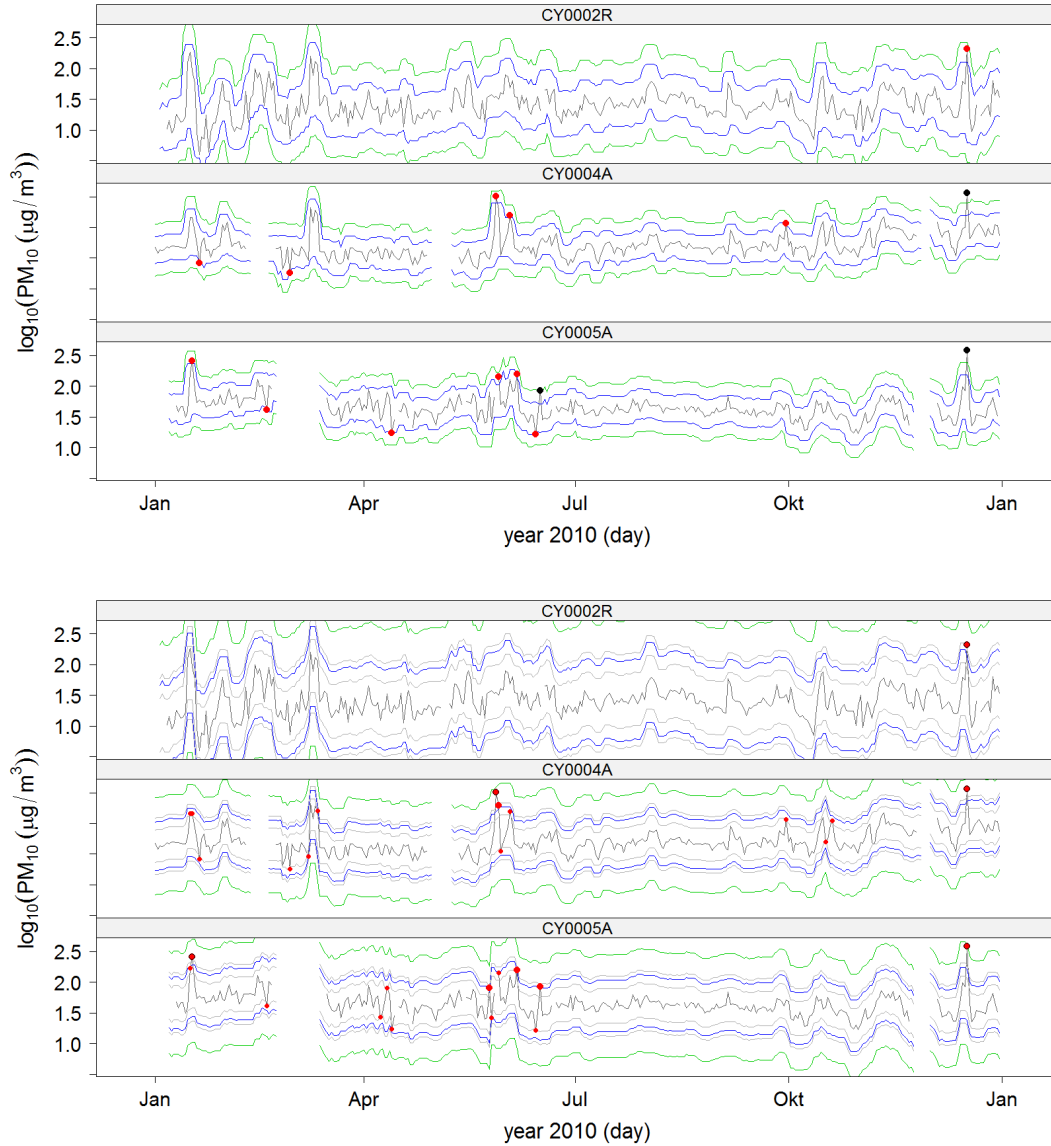 CY0002R
2.5
2.0
1.5
1.0
CY0004A
CY0005A
2.5
2.0
1.5
1.0
log₁₀(PM₁₀ (µg / m³))
Jan Apr Jul Okt Jan
year 2010 (day)
CY0002R
2.5
2.0
1.5
1.0
CY0004A
CY0005A
2.5
2.0
1.5
1.0
log₁₀(PM₁₀ (µg / m³))
Jan Apr Jul Okt Jan
year 2010 (day)